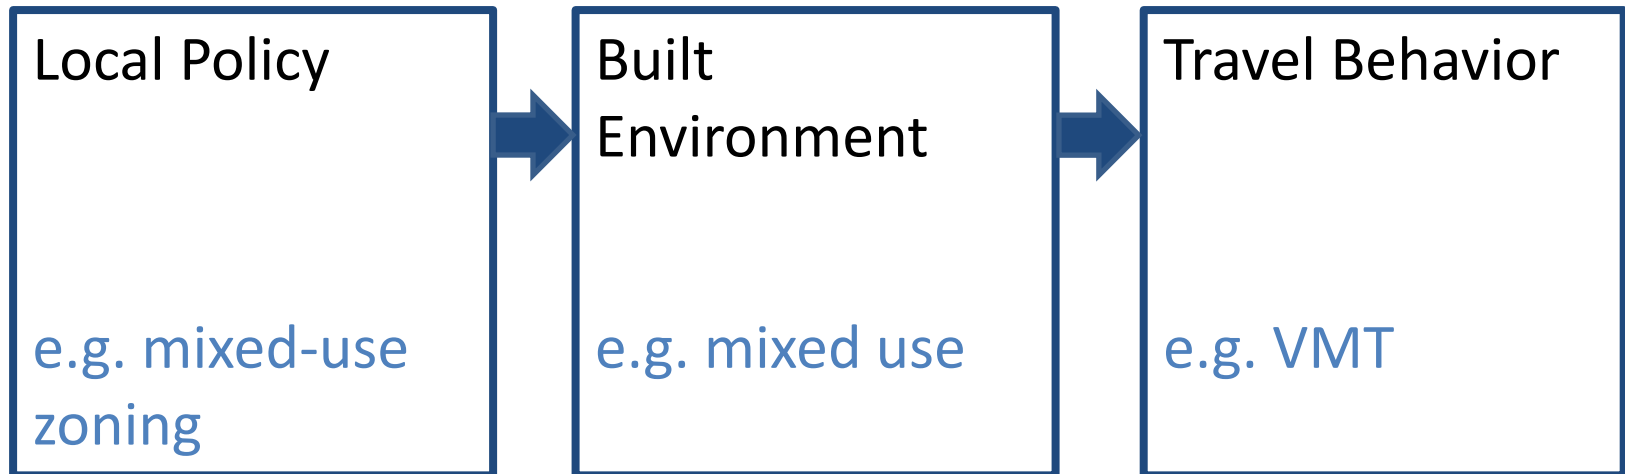 Local Policy
e.g. mixed-use
zoning
Built
Environment
e.g. mixed use
Travel Behavior
e.g. VMT